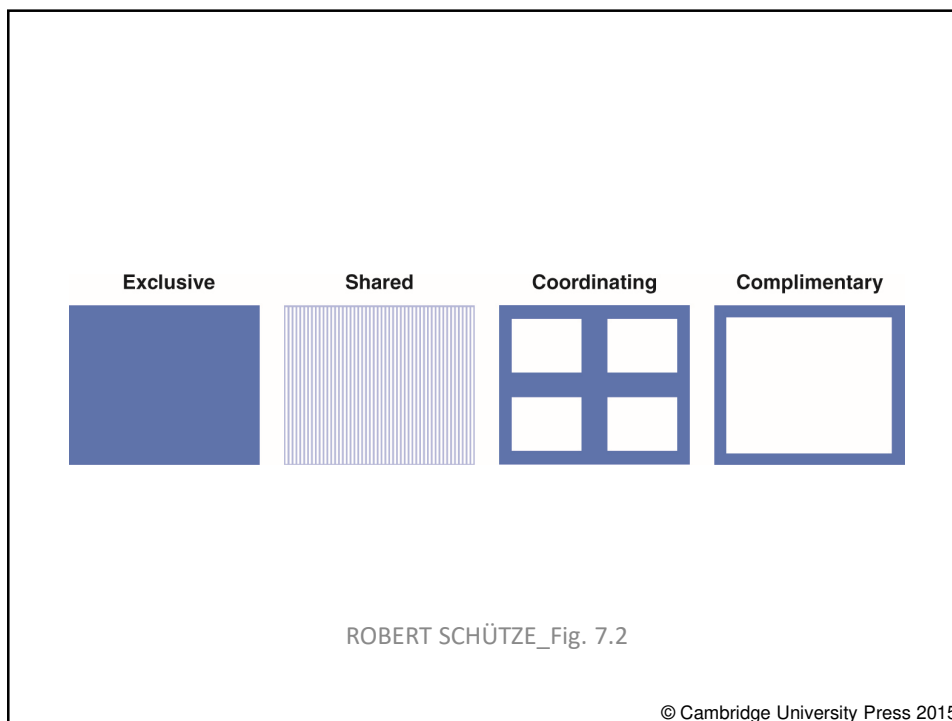 Exclusive Shared Coordinating Complimentary
ROBERT SCHÜTZE_Fig. 7.2
© Cambridge University Press 2015